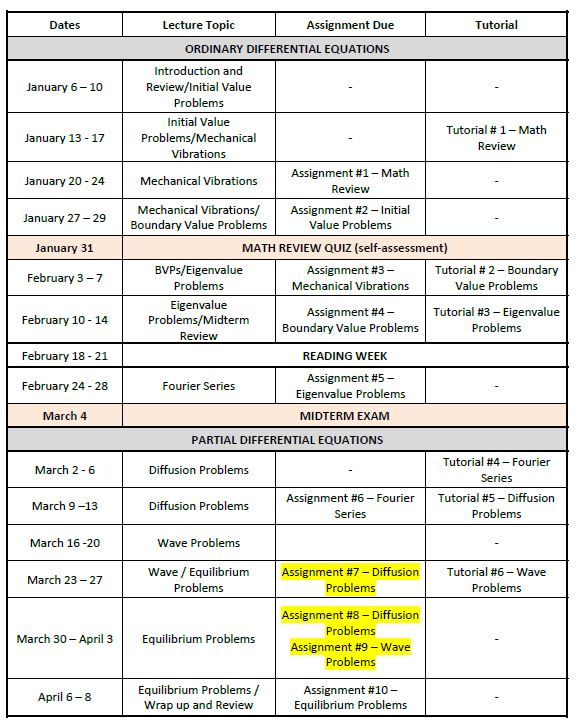 Dates Lecture Topic Assignment Due Tutorial
ORDINARY DIFFERENTIAL EQUATIONS
January 6 – 10
Introduction and
Review/Initial Value
Problems
-
-
January 13 - 17
Initial Value
Problems/Mechanical
Vibrations
-
Tutorial # 1 – Math
Review
January 20 - 24
Mechanical Vibrations
Assignment #1 – Math
Review
-
January 27 – 29
Mechanical Vibrations/
Boundary Value Problems
Assignment #2 – Initial
Value Problems
-
January 31
MATH REVIEW QUIZ (self-assessment)
February 3 – 7
BVPs/Eigenvalue
Problems
Assignment #3 –
Mechanical Vibrations
Tutorial # 2 – Boundary
Value Problems
February 10 - 14
Eigenvalue
Problems/Midterm
Review
Assignment #4 –
Boundary Value Problems
Tutorial #3 – Eigenvalue
Problems
February 18 - 21
READING WEEK
February 24 - 28
Fourier Series
Assignment #5 –
Eigenvalue Problems
-
March 4
MIDTERM EXAM
PARTIAL DIFFERENTIAL EQUATIONS
March 2 - 6
Diffusion Problems
-
Tutorial #4 – Fourier
Series
March 9 –13
Diffusion Problems
Assignment #6 – Fourier
Series
Tutorial #5 – Diffusion
Problems
March 16 -20
Wave Problems
-
March 23 – 27
Wave / Equilibrium
Problems
Assignment #7 – Diffusion
Problems
Tutorial #6 – Wave
Problems
March 30 – April 3
Equilibrium Problems
Assignment #8 – Diffusion
Problems
Assignment #9 – Wave
Problems
-
April 6 – 8
Equilibrium Problems /
Wrap up and Review
Assignment #10 –
Equilibrium Problems
-